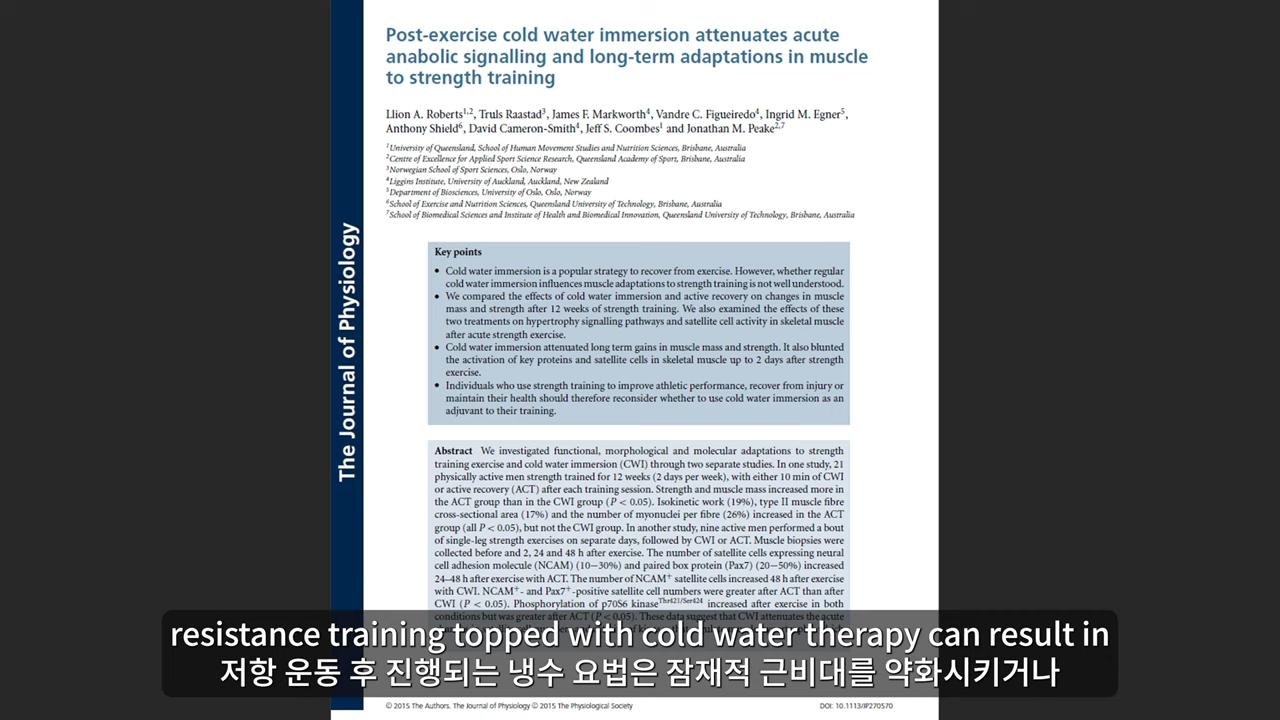 Post-exercise cold water immersion attenuates acute
anabolic signalling and long-term adaptations in muscle
to strength training
Llion A. Roberts1,2, Truls Raastad3, James F. Markworth4, Vandre C. Figueiredo4, Ingrid M. Egner5,
Anthony Shield6, David Cameron-Smith4, Jeff S. Coombes1 and Jonathan M. Peake2,7
1University of Queensland, School of Human Movement Studies and Nutrition Sciences, Brisbane, Australia
2Centre of Excellence for Applied Sport Science Research, Queensland Academy of Sport, Brisbane, Australia
3Norwegian School of Sport Sciences, Oslo, Norway
4Liggins Institute, University of Auckland, Auckland, New Zealand
5Department of Biosciences, University of Oslo, Oslo, Norway
6School of Exercise and Nutrition Sciences, Queensland University of Technology, Brisbane, Australia
7School of Biomedical Sciences and Institute of Health and Biomedical Innovation, Queensland University of Technology, Brisbane, Australia
The Journal of Physiology
Key points
• Cold water immersion is a popular strategy to recover from exercise. However, whether regular
cold water immersion influences muscle adaptations to strength training is not well understood.
• We compared the effects of cold water immersion and active recovery on changes in muscle
mass and strength after 12 weeks of strength training. We also examined the effects of these
two treatments on hypertrophy signalling pathways and satellite cell activity in skeletal muscle
after acute strength exercise.
• Cold water immersion attenuated long term gains in muscle mass and strength. It also blunted
the activation of key proteins and satellite cells in skeletal muscle up to 2 days after strength
exercise.
• Individuals who use strength training to improve athletic performance, recover from injury or
maintain their health should therefore reconsider whether to use cold water immersion as an
adjuvant to their training.
Abstract We investigated functional, morphological and molecular adaptations to strength
training exercise and cold water immersion (CWI) through two separate studies. In one study, 21
physically active men strength trained for 12 weeks (2 days per week), with either 10 min of CWI
or active recovery (ACT) after each training session. Strength and muscle mass increased more in
the ACT group than in the CWI group (P < 0.05). Isokinetic work (19%), type II muscle fibre
cross-sectional area (17%) and the number of myonuclei per fibre (26%) increased in the ACT
group (all P < 0.05), but not the CWI group. In another study, nine active men performed a bout
of single-leg strength exercises on separate days, followed by CWI or ACT. Muscle biopsies were
collected before and 2, 24 and 48 h after exercise. The number of satellite cells expressing neural
cell adhesion molecule (NCAM) (10−30%) and paired box protein (Pax7) (20−50%) increased
24–48 h after exercise with ACT. The number of NCAM+ satellite cells increased 48 h after exercise
with CWI. NCAM+- and Pax7+-positive satellite cell numbers were greater after ACT than after
CWI (P < 0.05). Phosphorylation of p70S6 kinaseThr421/Ser424 increased after exercise in both
conditions but was greater after ACT (P < 0.05). These data suggest that CWI attenuates the acute
resistance training topped with cold water therapy can result in
저항 운동 후 진행되는 냉수 요법은 잠재적 근비대를 약화시키거나
© 2015 The Authors. The Journal of Physiology © 2015 The Physiological Society
DOI: 10.1113/JP270570